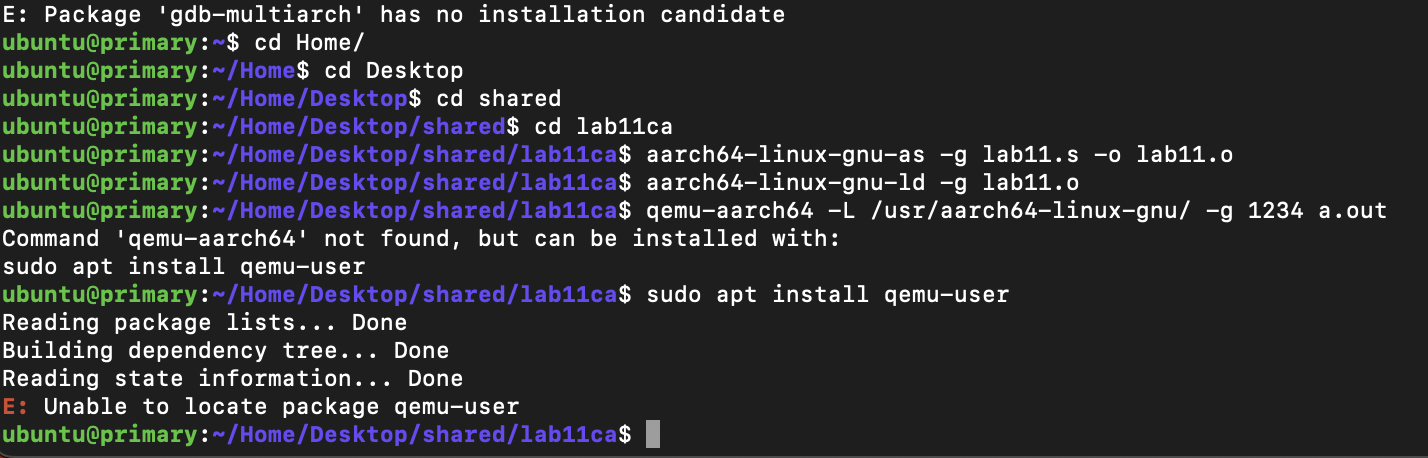 E: Package 'gdb-multiarch' has no installation candidate
ubuntu@primary:~$ cd Home/
ubuntu@primary:~/Home$ cd Desktop
ubuntu@primary:~/Home/Desktop$ cd shared
ubuntu@primary:~/Home/Desktop/shared$ cd lab11ca
ubuntu@primary:~/Home/Desktop/shared/lab11ca$ aarch64-linux-gnu-as -g lab11.s -o lab11.o
ubuntu@primary:~/Home/Desktop/shared/lab11ca$ aarch64-linux-gnu-ld -g lab11.o
ubuntu@primary:~/Home/Desktop/shared/lab11ca$ qemu-aarch64 -L /usr/aarch64-linux-gnu/ -g 1234 a.out
Command 'qemu-aarch64' not found, but can be installed with:
sudo apt install qemu-user
ubuntu@primary:~/Home/Desktop/shared/lab11ca$ sudo apt install qemu-user
Reading package lists... Done
Building dependency tree... Done
Reading state information... Done
E: Unable to locate package qemu-user
ubuntu@primary:~/Home/Desktop/shared/lab11ca$